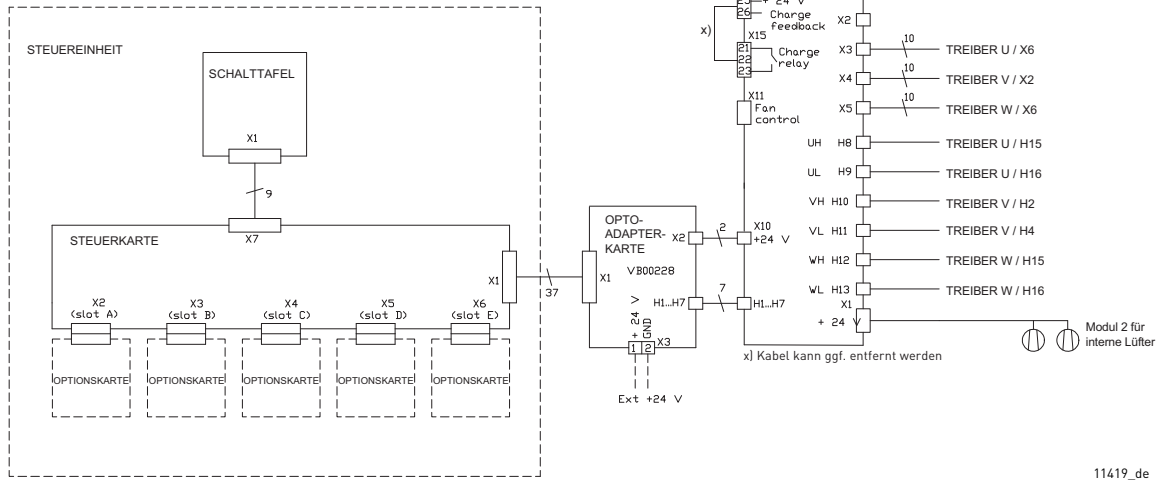 STEUEREINHEIT
SCHALTTAFEL
X1
9
X7
STEUERKARTE
X1
37
X2
(slot A)
X3
(slot B)
X4
(slot C)
X5
(slot D)
X6
(slot E)
OPTIONSKARTE
OPTIONSKARTE
OPTIONSKARTE
OPTIONSKARTE
OPTIONSKARTE
OPTO-
ADAPTER-
KARTE
X2
VB00228
X1
H1...H7
+ 24 V
GND
1 2 X3
Ext +24 V
2
7
+ 24 V
26
Charge
feedback
x)
X15
21
22
23
Charge
relay
X11
Fan
control
X10
+24 V
H1...H7
X2
X3 10 TREIBER U / X6
X4 10 TREIBER V / X2
X5 10 TREIBER W / X6
UH H8 TREIBER U / H15
UL H9 TREIBER U / H16
VH H10 TREIBER V / H2
VL H11 TREIBER V / H4
WH H12 TREIBER W / H15
WL H13 TREIBER W / H16
X1
+ 24 V
Modul 2 für
interne Lüfter
x) Kabel kann ggf. entfernt werden
11419_de